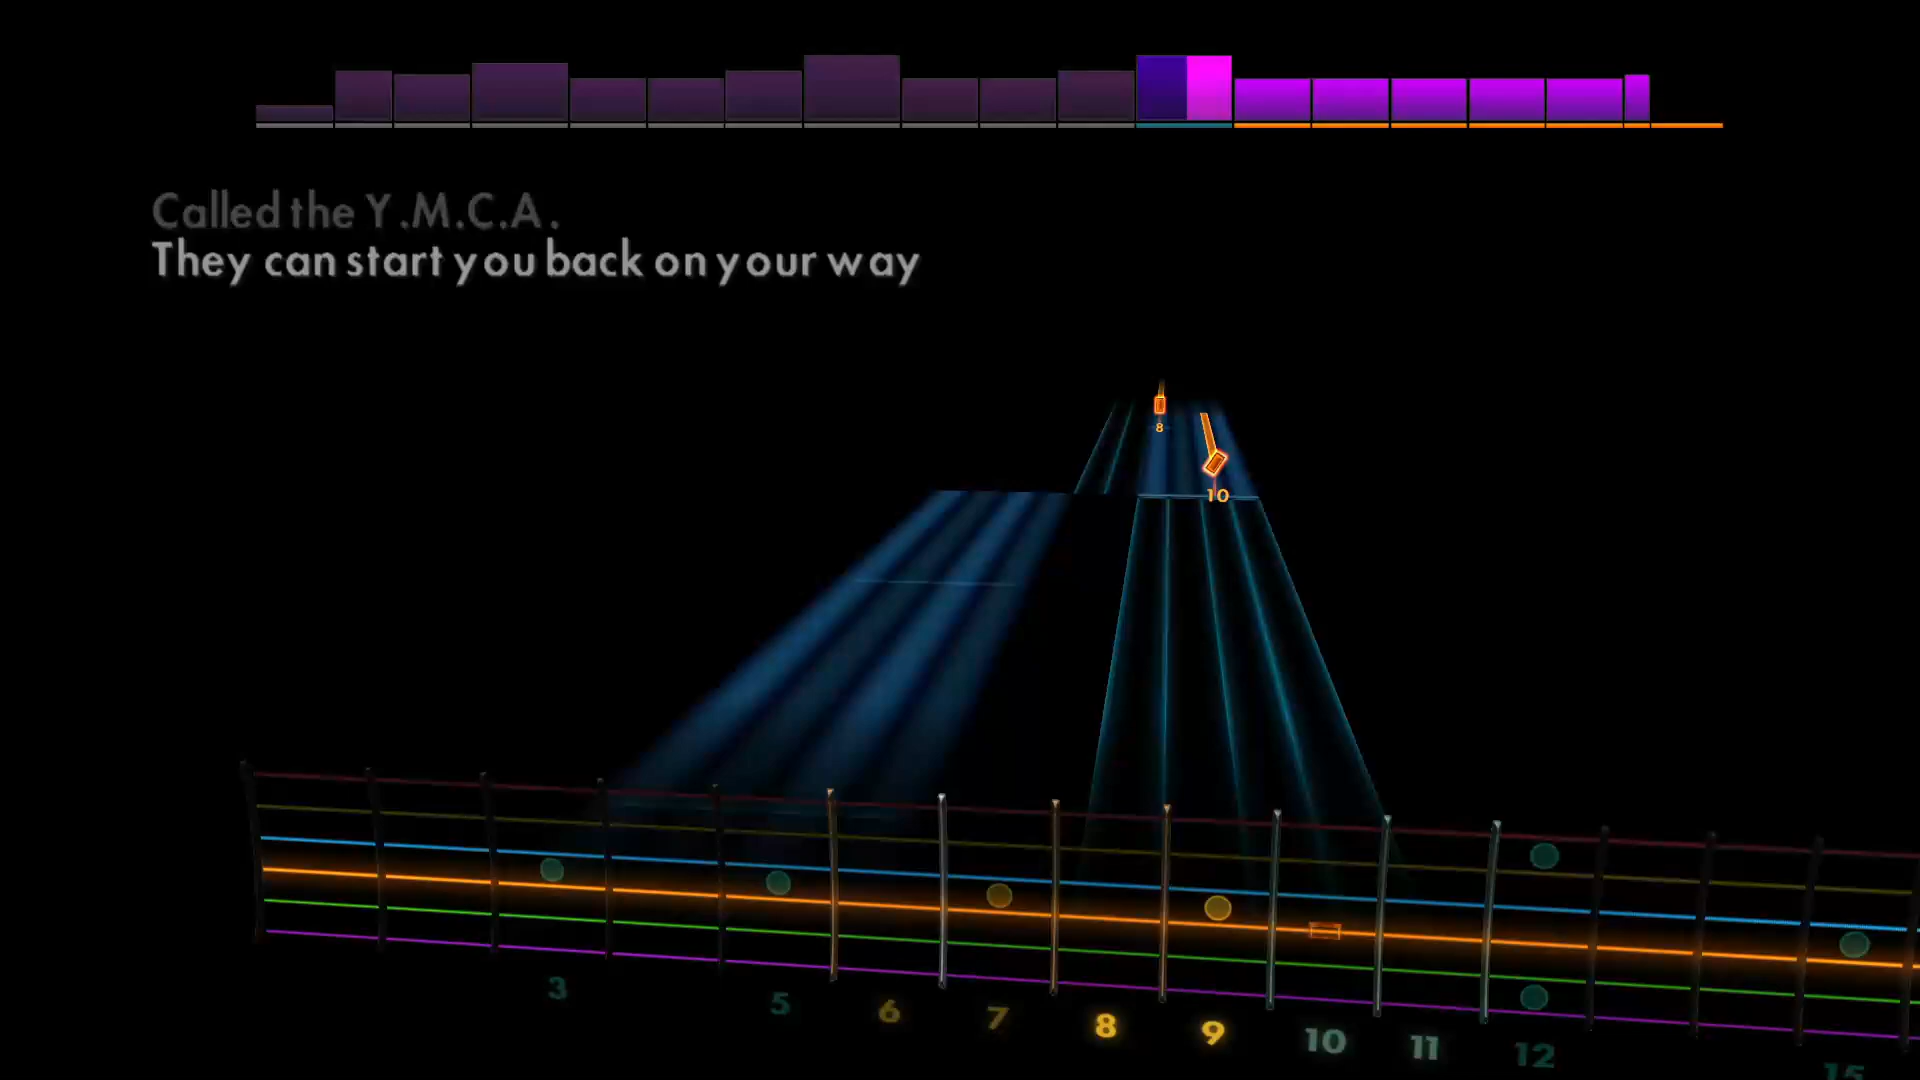 Called the Y.M.C.A.
They can start you back on your way
8
10
3 5 6 7 8 9 10 11 12 15